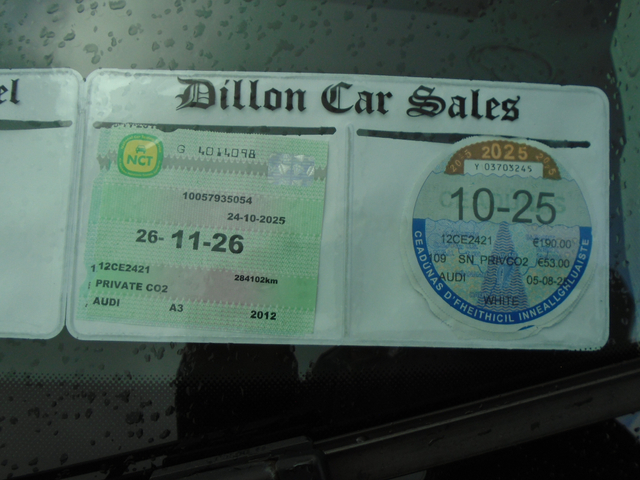 el
Dillon Car Sales
NCT
G 4014098
10057935054
24-10-2025
26- 11-26
12CE2421
284102km
PRIVATE CO2
AUDI A3 2012
2025 2025 2025
Y 03703245
10-25
12CE2421 €190.00
09 SN PRIVCO2 /€53.00
AUDI 05-08-2
WHITE
CEADÚNAS D'FHEITHICIL INNEALLGHLUAISTE